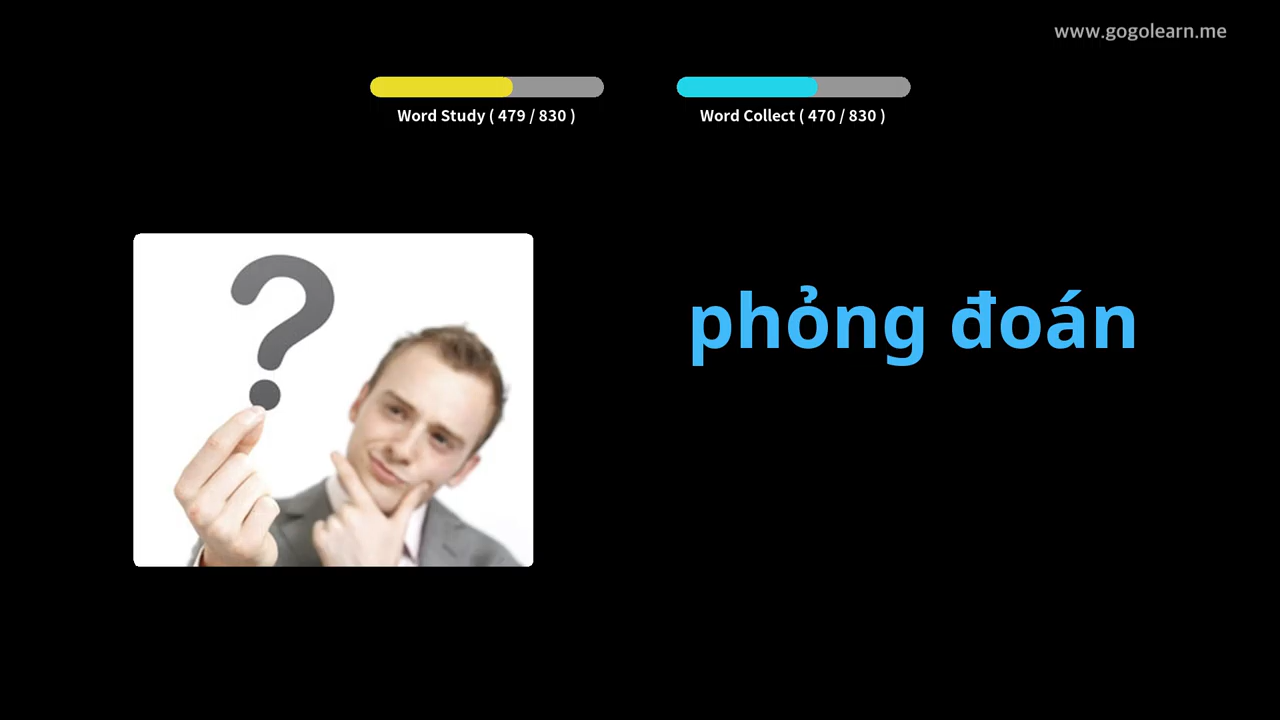 www.gogolearn.me
Word Study ( 479 / 830 )
Word Collect ( 470 / 830 )
?
phỏng đoán